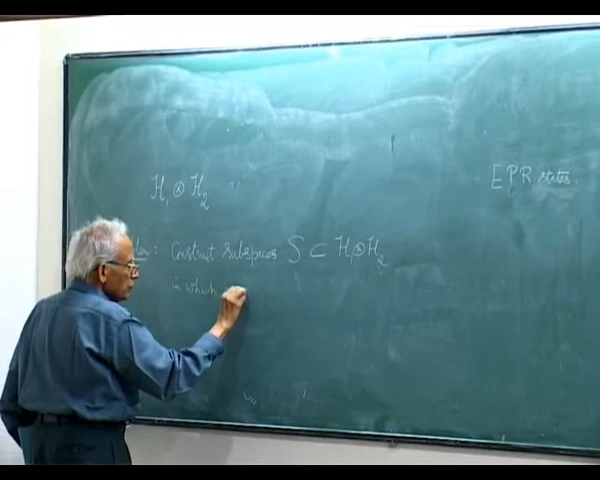 H₁ ⊗ H₂
EPR states.
: Construct subspaces S ⊂ H₁⊗H₂
in which